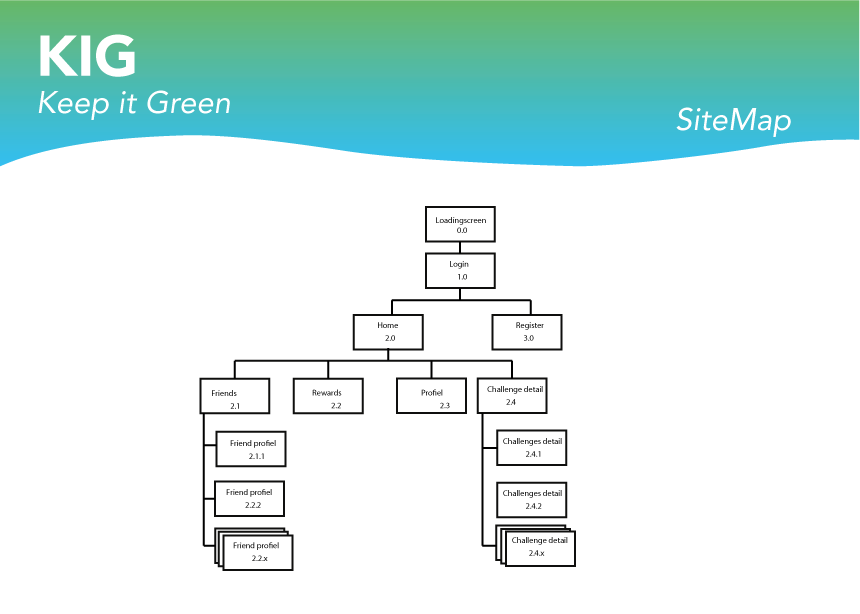 KIG
Keep it Green
SiteMap
Loadingscreen
0.0
Login
1.0
Home
2.0
Register
3.0
Friends
2.1
Rewards
2.2
Profiel
2.3
Challenge detail
2.4
Friend profiel
2.1.1
Challenges detail
2.4.1
Friend profiel
2.2.2
Challenges detail
2.4.2
Friend profiel
2.2.x
Challenge detail
2.4.x